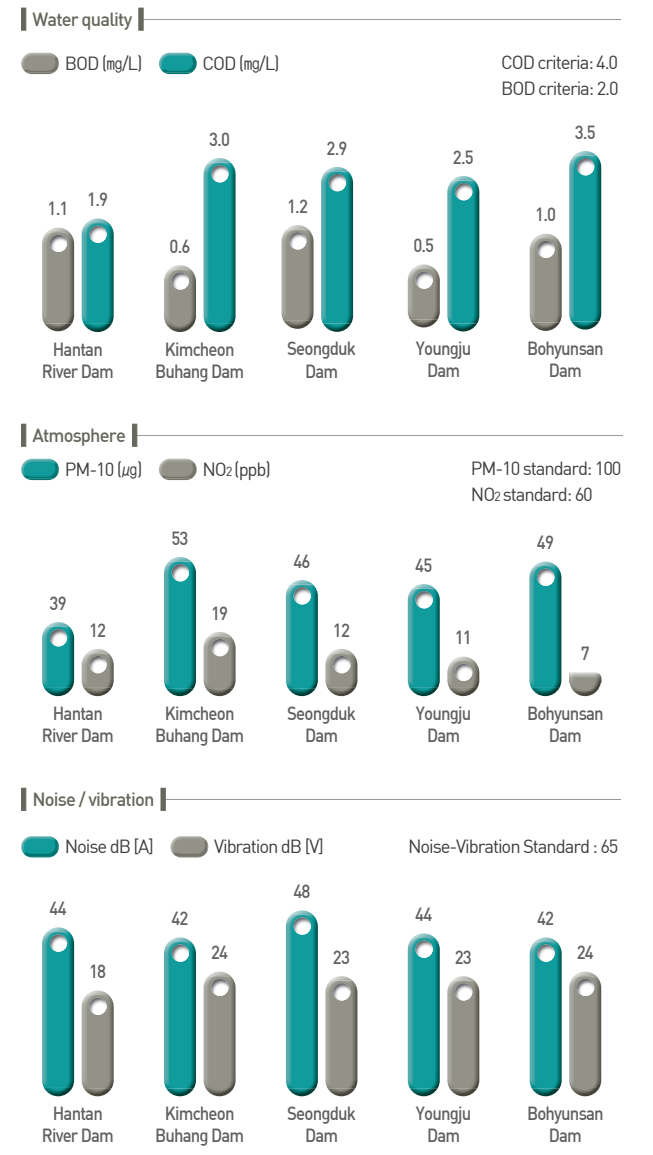 Water quality
BOD (mg/L) COD (mg/L) COD criteria: 4.0
BOD criteria: 2.0
1.1 1.9 0.6 3.0 1.2 2.9 0.5 2.5 1.0 3.5
Hantan Kimcheon Seongduk Youngju Bohyunsan
River Dam Buhang Dam Dam Dam Dam
Atmosphere
PM-10 (μg) NO2 (ppb) PM-10 standard: 100
NO2 standard: 60
39 12 53 19 46 12 45 11 49 7
Hantan Kimcheon Seongduk Youngju Bohyunsan
River Dam Buhang Dam Dam Dam Dam
Noise / vibration
Noise dB [A] Vibration dB [V] Noise-Vibration Standard : 65
44 18 42 24 48 23 44 23 42 24
Hantan Kimcheon Seongduk Youngju Bohyunsan
River Dam Buhang Dam Dam Dam Dam